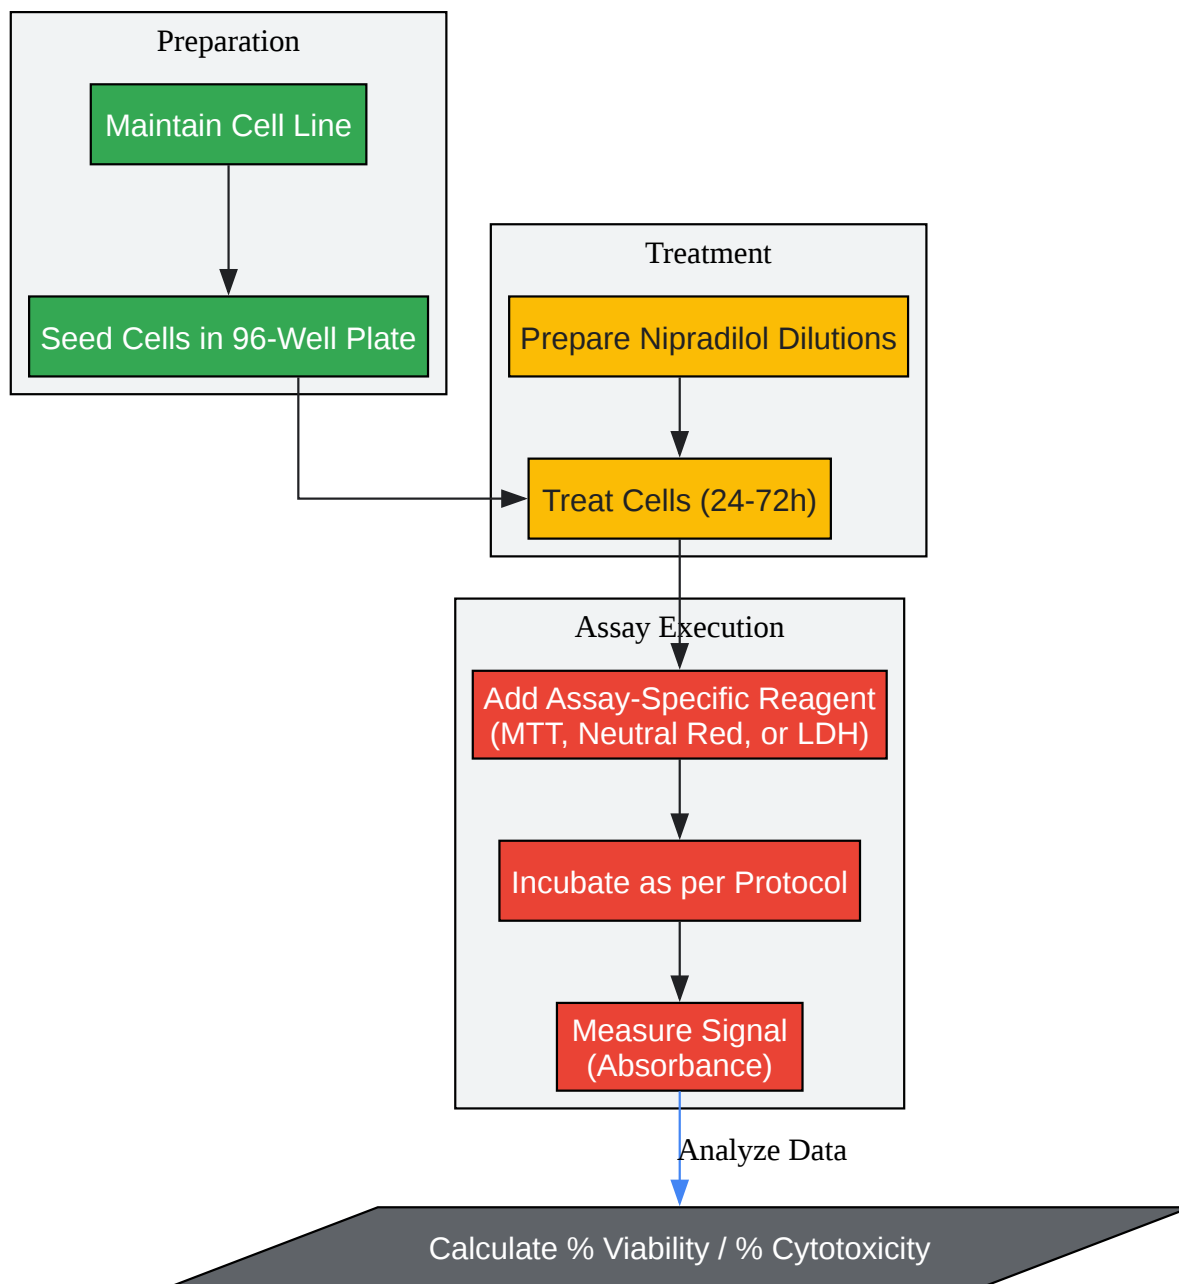 Preparation
Maintain Cell Line
Seed Cells in 96-Well Plate
Treatment
Prepare Nipradilol Dilutions
Treat Cells (24-72h)
Assay Execution
Add Assay-Specific Reagent
(MTT, Neutral Red, or LDH)
Incubate as per Protocol
Measure Signal
(Absorbance)
Analyze Data
Calculate % Viability / % Cytotoxicity